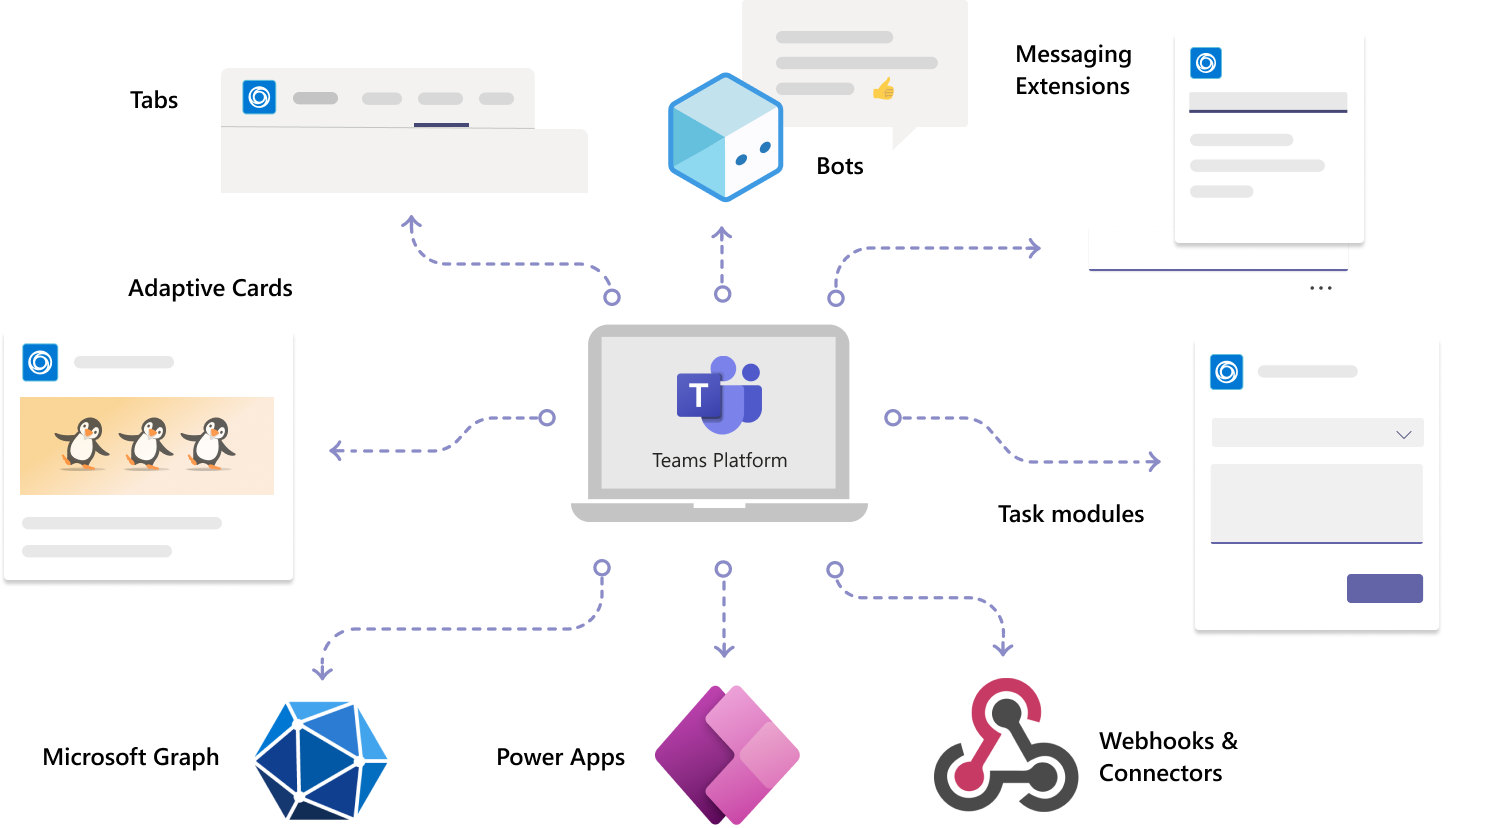 Tabs
Bots
Messaging
Extensions
Adaptive Cards
T
Teams Platform
Task modules
Microsoft Graph
Power Apps
Webhooks &
Connectors